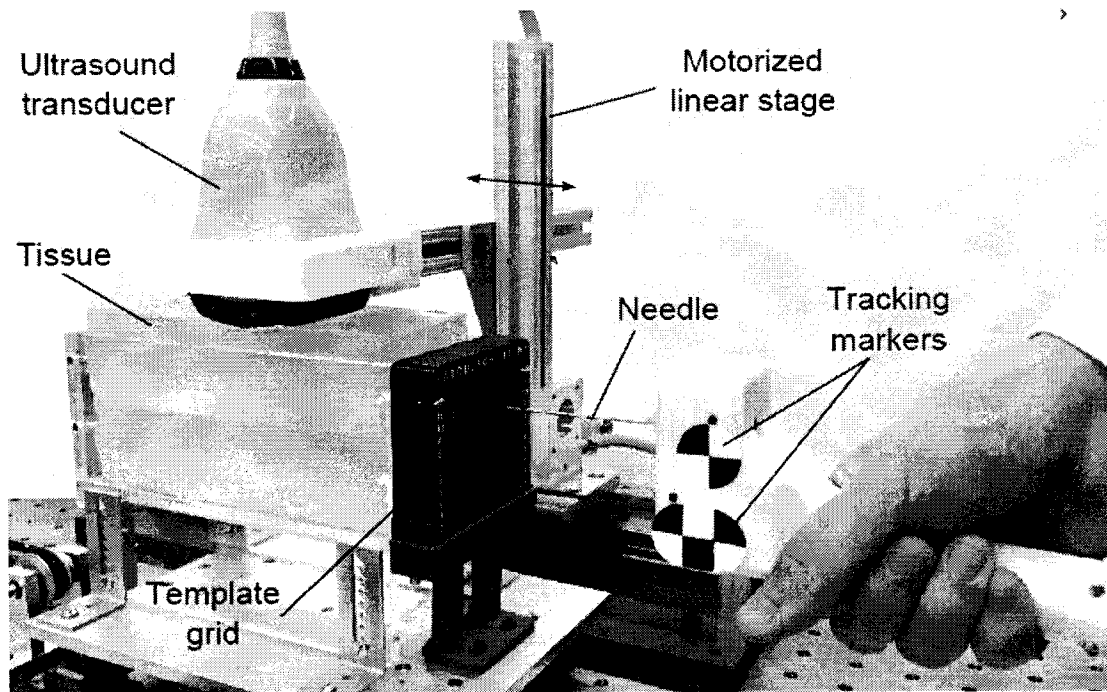 Ultrasound
transducer
Motorized
linear stage
Tissue
Needle
Tracking
markers
Template
grid